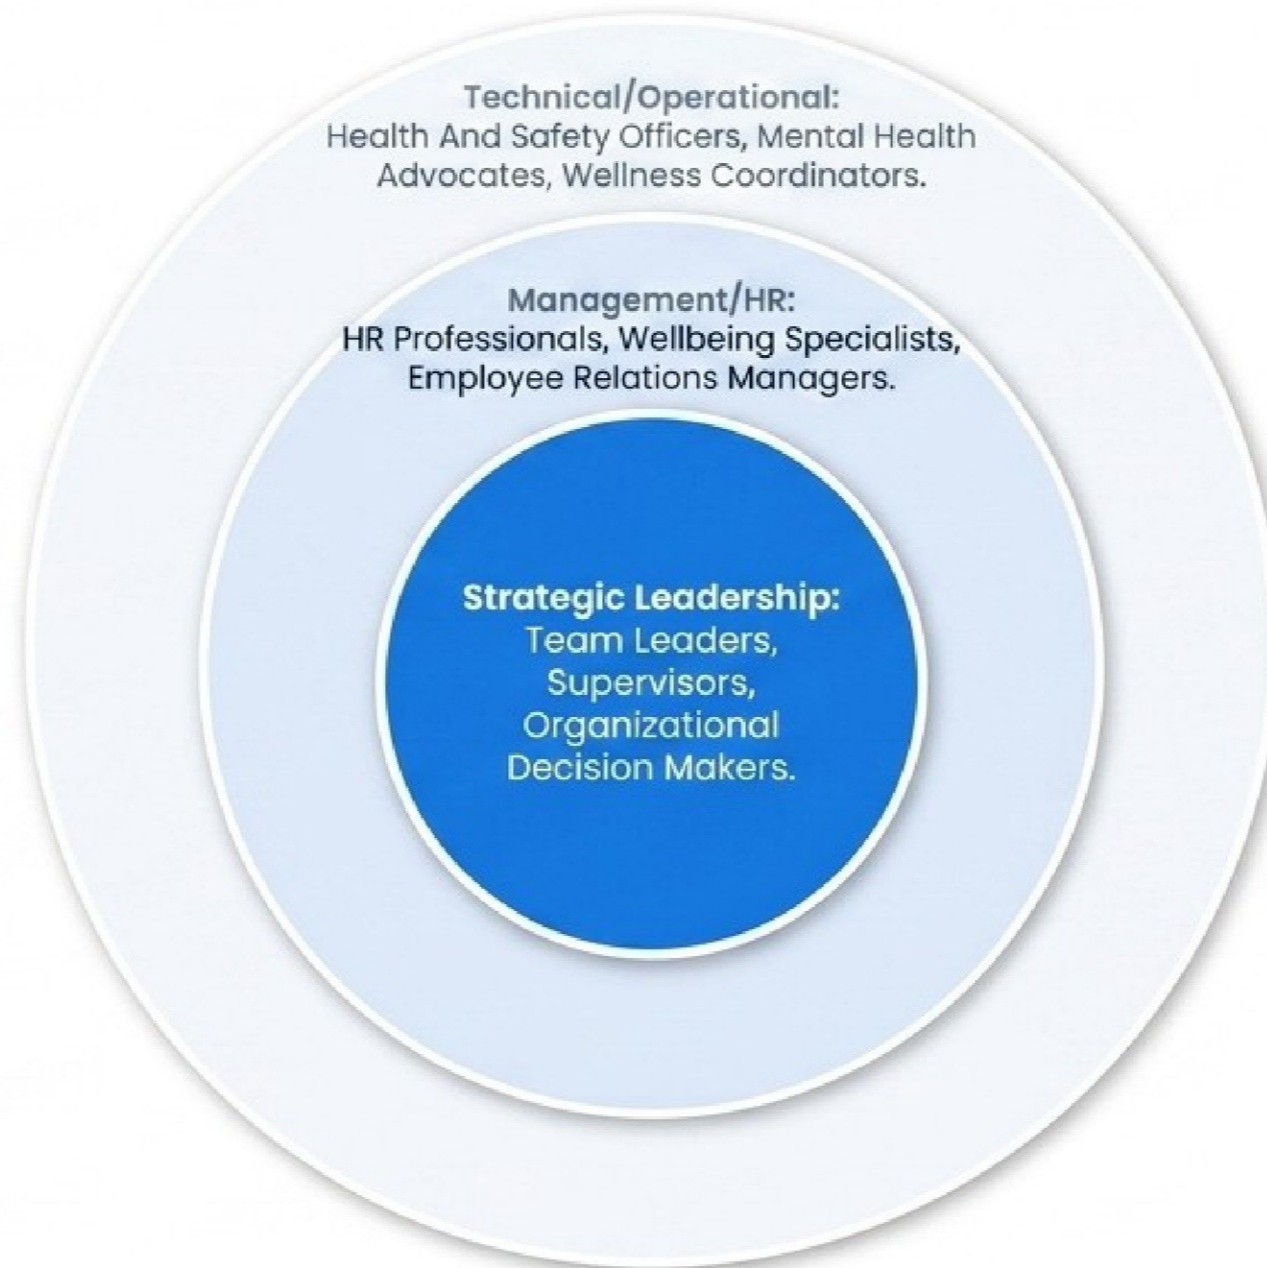 Technical/Operational:
Health And Safety Officers, Mental Health
Advocates, Wellness Coordinators.
Management/HR:
HR Professionals, Wellbeing Specialists,
Employee Relations Managers.
Strategic Leadership:
Team Leaders,
Supervisors,
Organizational
Decision Makers.